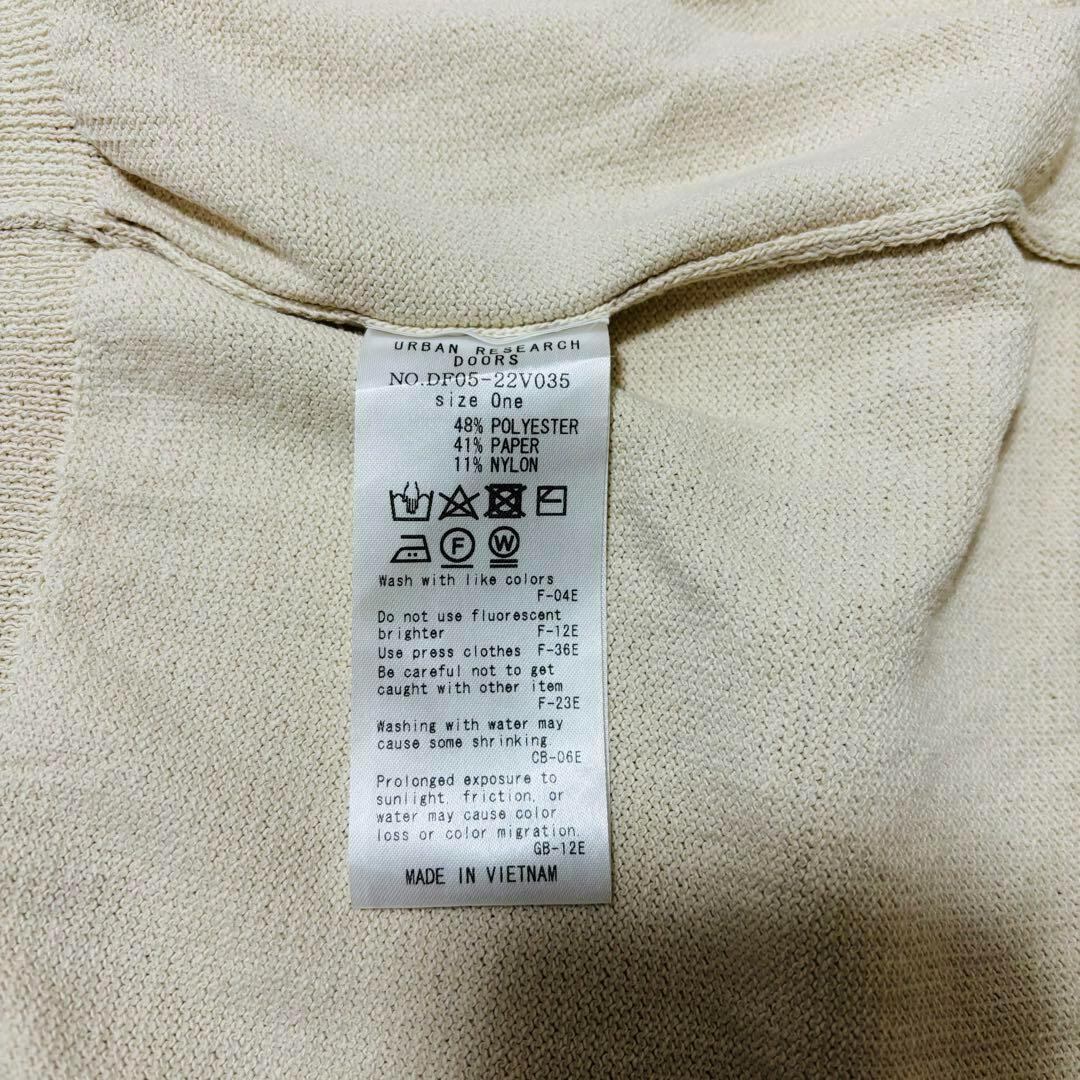 URBAN RESEARCH
DOORS
NO.DF05-22V035
size One
48% POLYESTER
41% PAPER
11% NYLON
F W
Wash with like colors
F-04E
Do not use fluorescent
brighter F-12E
Use press clothes F-36E
Be careful not to get
caught with other item
F-23E
Washing with water may
cause some shrinking.
CB-06E
Prolonged exposure to
sunlight, friction, or
water may cause color
loss or color migration.
GB-12E
MADE IN VIETNAM